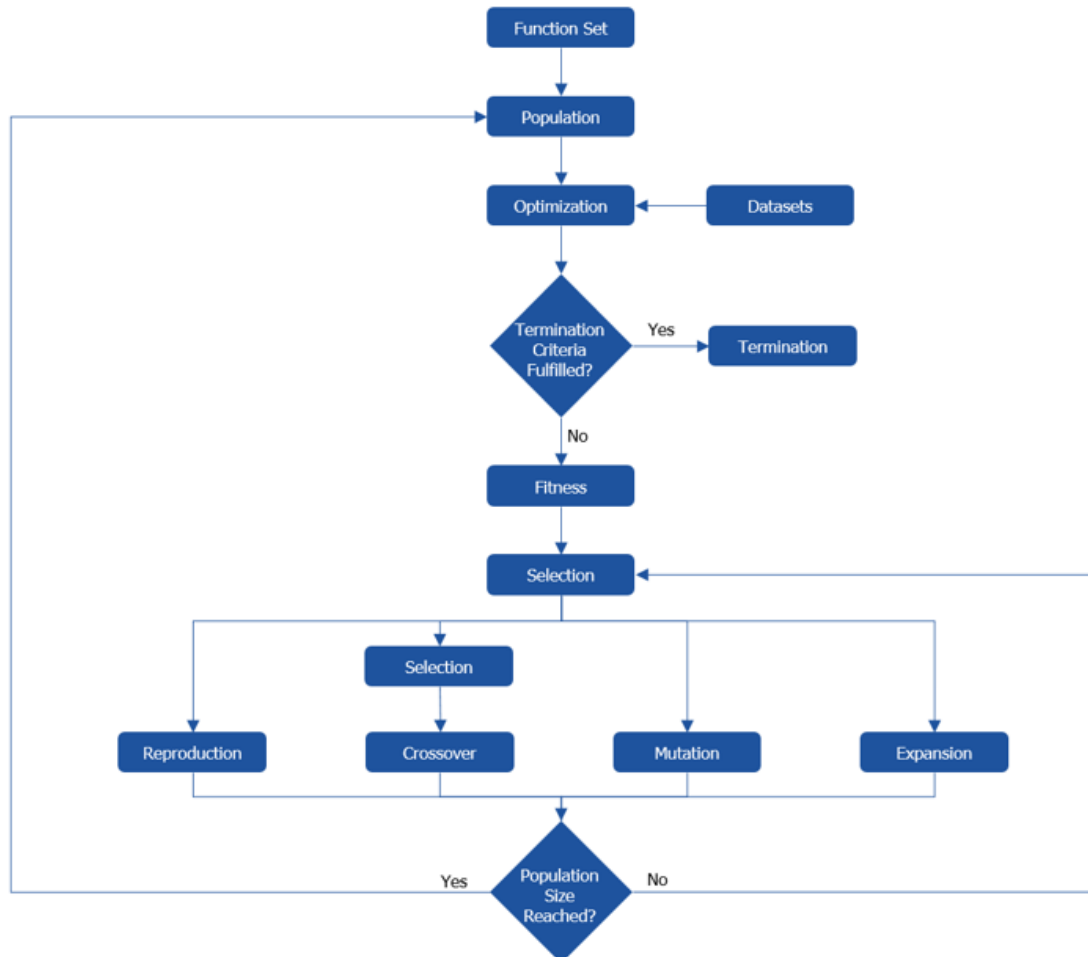 Function Set
Population
Optimization
Datasets
Termination
Criteria
Fulfilled?
Yes
Termination
No
Fitness
Selection
Selection
Reproduction
Crossover
Mutation
Expansion
Yes
Population
Size
Reached?
No